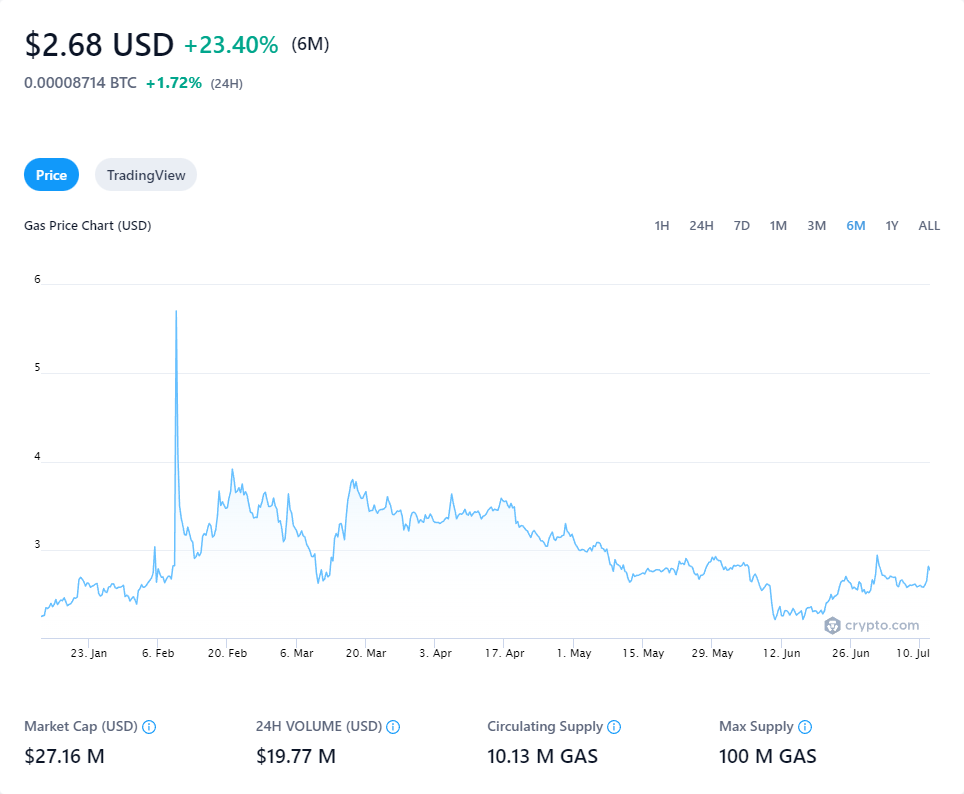 $2.68 USD +23.40% (6M)
0.00008714 BTC +1.72% (24H)
Price TradingView
Gas Price Chart (USD) 1H 24H 7D 1M 3M 6M 1Y ALL
6
5
4
3
crypto.com
23. Jan 6. Feb 20. Feb 6. Mar 20. Mar 3. Apr 17. Apr 1. May 15. May 29. May 12. Jun 26. Jun 10. Jul
Market Cap (USD) 24H VOLUME (USD) Circulating Supply Max Supply
$27.16 M $19.77 M 10.13 M GAS 100 M GAS